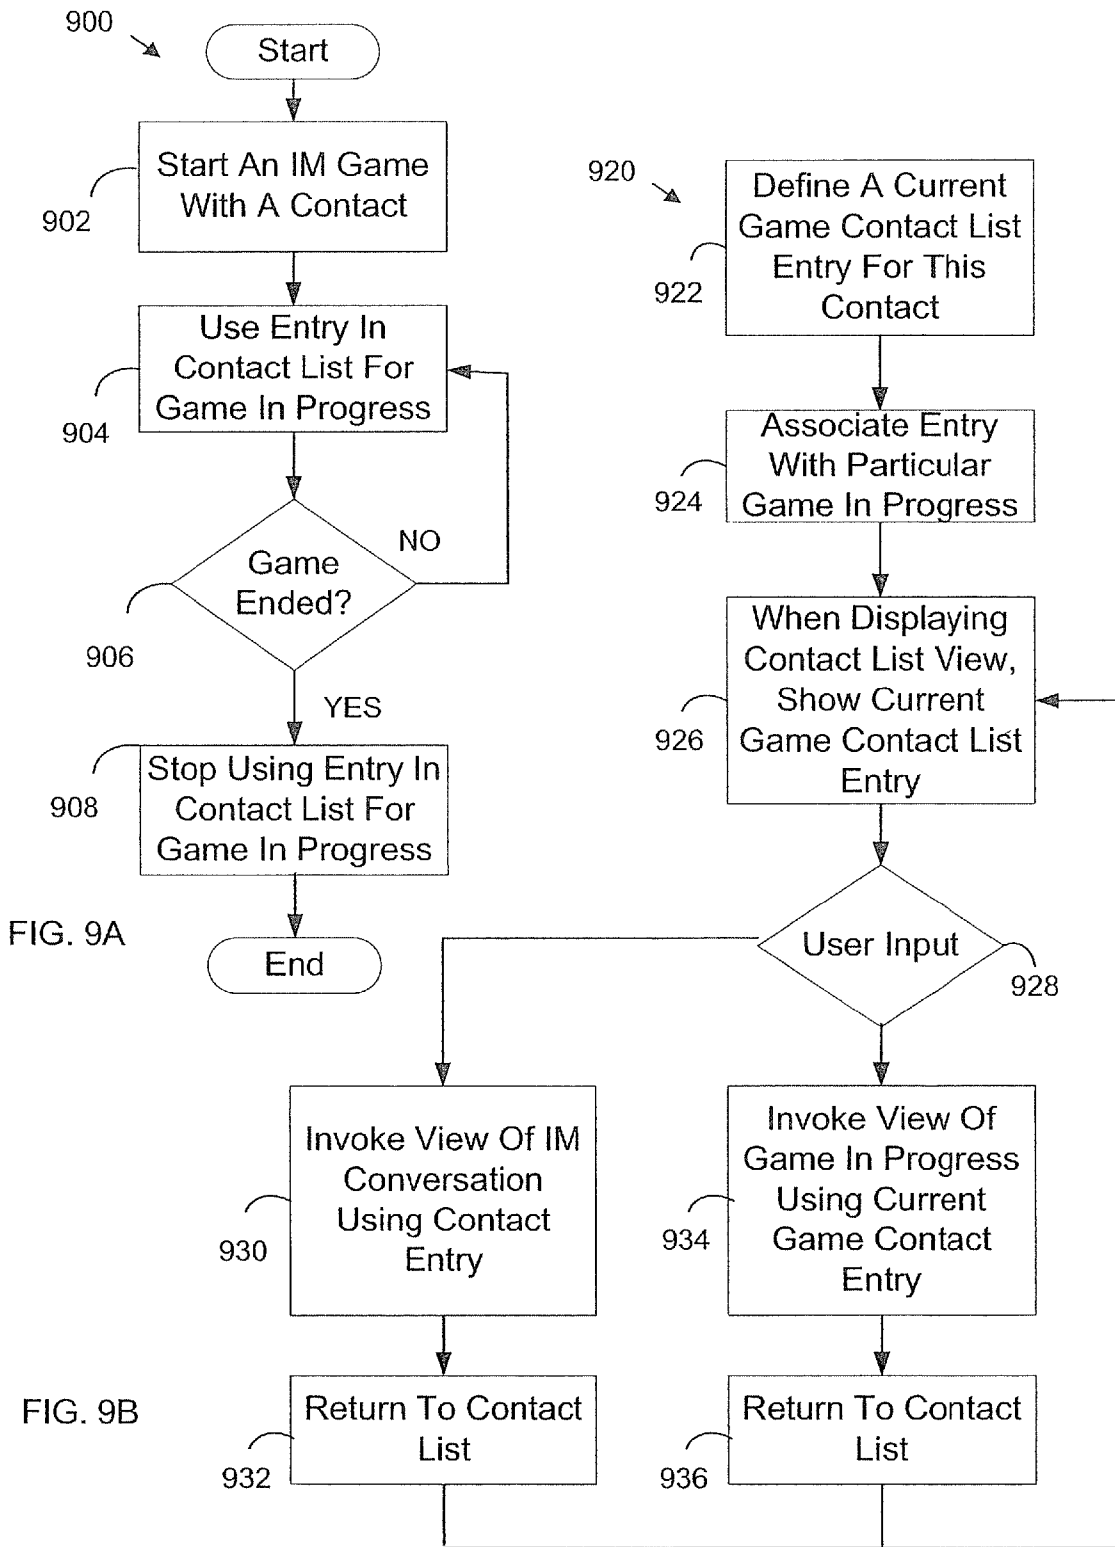 900
Start
Start An IM Game
With A Contact
902
Use Entry In
Contact List For
Game In Progress
904
NO
Game
Ended?
906
YES
Stop Using Entry In
Contact List For
Game In Progress
908
End
FIG. 9A
920
Define A Current
Game Contact List
Entry For This
Contact
922
Associate Entry
With Particular
Game In Progress
924
When Displaying
Contact List View,
Show Current
Game Contact List
Entry
926
User Input
928
Invoke View Of IM
Conversation
Using Contact
Entry
930
Invoke View Of
Game In Progress
Using Current
Game Contact
Entry
934
Return To Contact
List
932
Return To Contact
List
936
FIG. 9B